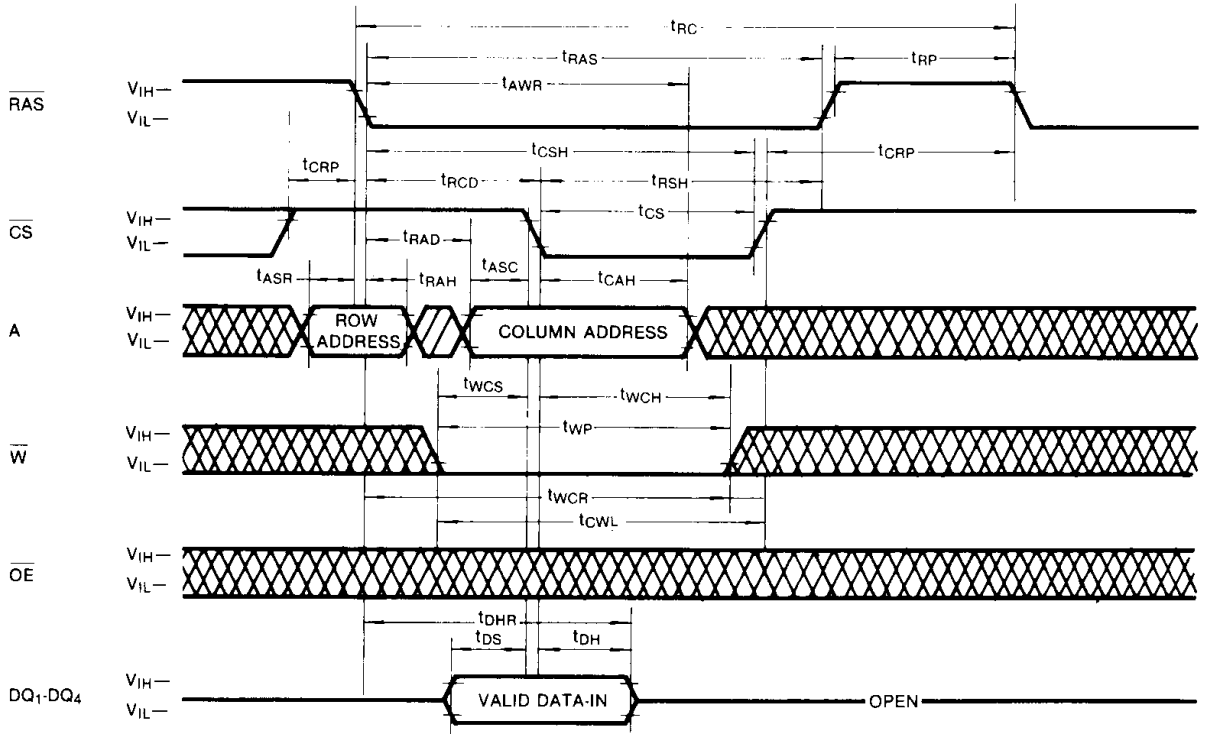 tRC
tRAS
tRP
tAWR
RAS
VIH
VIL
tCSH
tCRP
tCRP
tRCD
tRSH
CS
VIH
VIL
tCS
tRAD
tASR
tRAH
tASC
tCAH
A
VIH
VIL
ROW
ADDRESS
COLUMN ADDRESS
tWCS
tWCH
tWP
W
VIH
VIL
tWCR
tCWL
OE
VIH
VIL
tDHR
tDS
tDH
DQ1-DQ4
VIH
VIL
VALID DATA-IN
OPEN